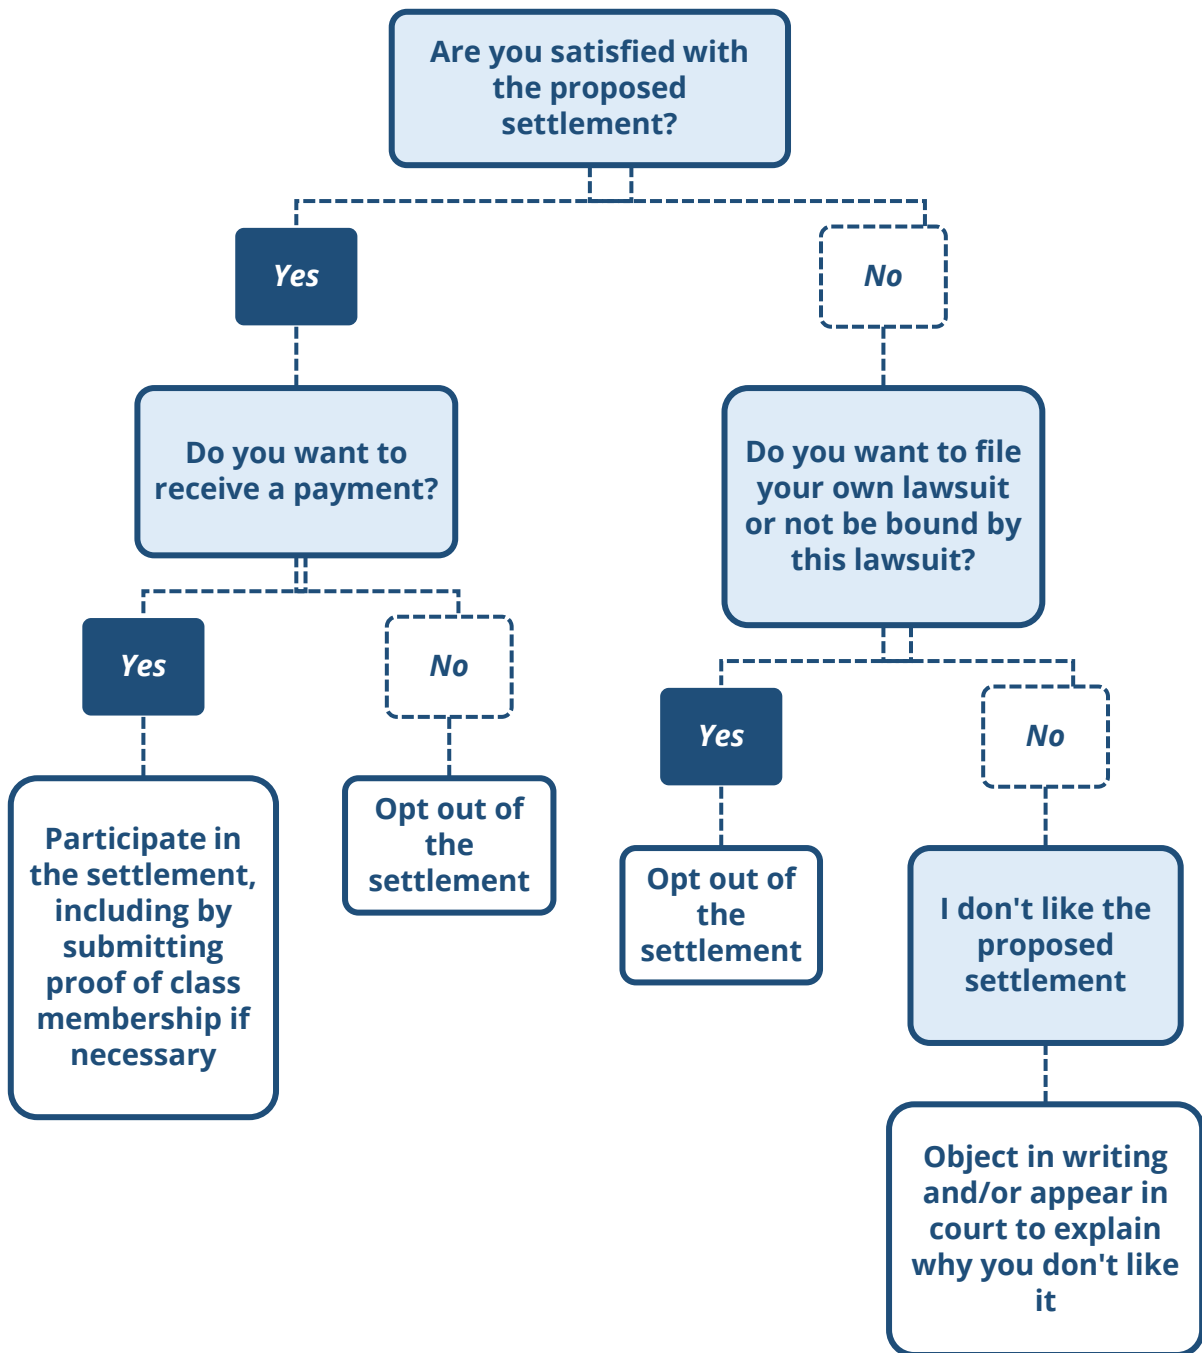 Are you satisfied with
the proposed
settlement?
Yes
No
Do you want to
receive a payment?
Do you want to file
your own lawsuit
or not be bound by
this lawsuit?
Yes
No
Yes
No
Participate in
the settlement,
including by
submitting
proof of class
membership if
necessary
Opt out of
the
settlement
Opt out of
the
settlement
I don't like the
proposed
settlement
Object in writing
and/or appear in
court to explain
why you don't like
it